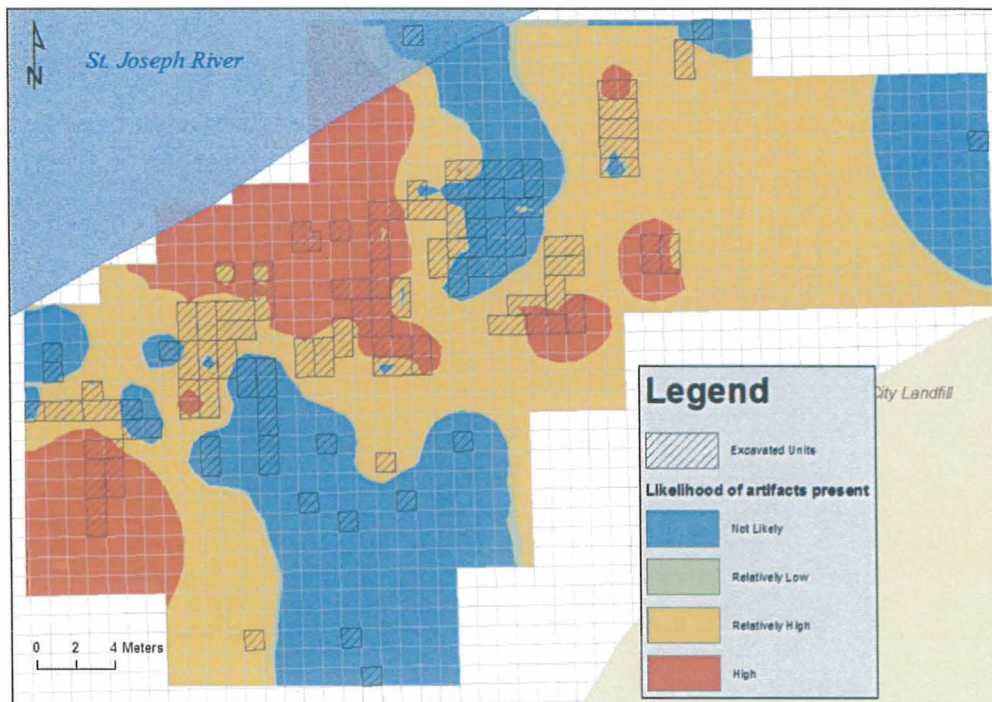 N
St. Joseph River
City Landfill
Legend
Excavated Units
Likelihood of artifacts present
Not Likely
Relatively Low
Relatively High
High
0 2 4 Meters